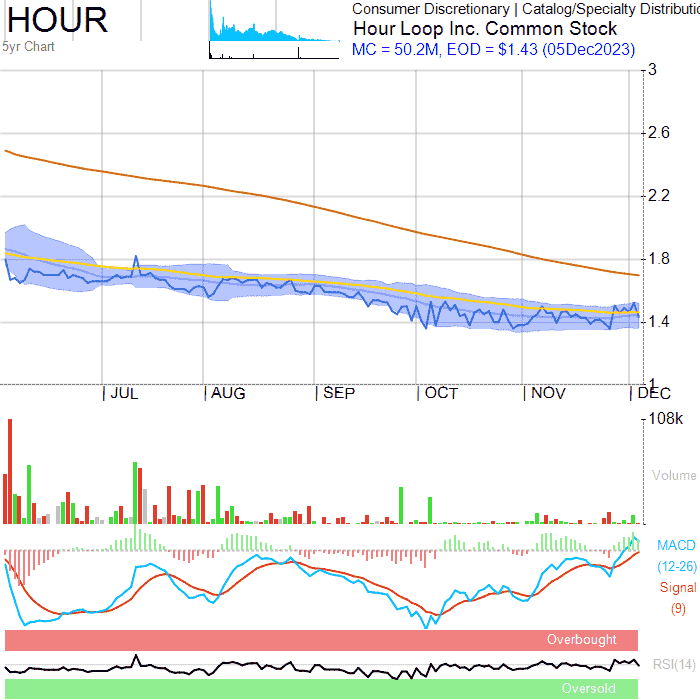 HOUR
5yr Chart
Consumer Discretionary | Catalog/Specialty Distributio
Hour Loop Inc. Common Stock
MC = 50.2M, EOD = $1.43 (05Dec2023)
3
2.6
2.2
1.8
1.4
1
JUL
AUG
SEP
OCT
NOV
DEC
108k
Volume
MACD
(12-26)
Signal
(9)
Overbought
RSI(14)
Oversold